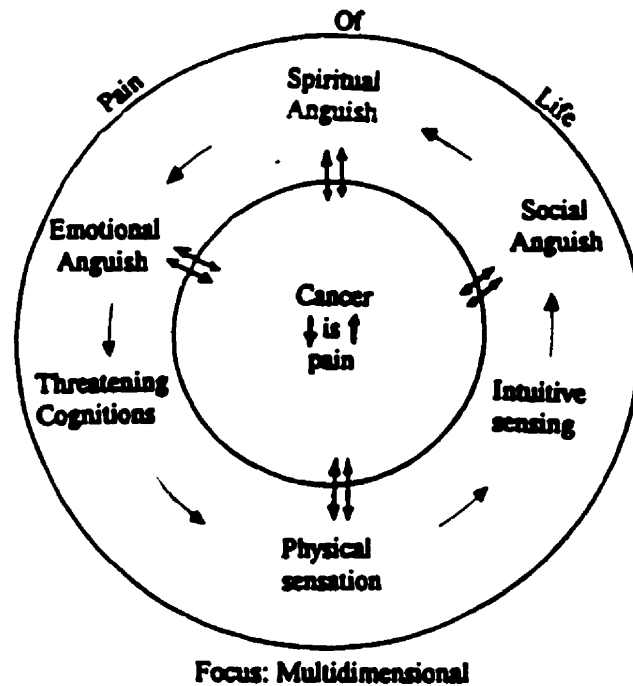 Pain Of Life
Spiritual
Anguish
Emotional
Anguish
Social
Anguish
Cancer
is
pain
Threatening
Cognitions
Intuitive
sensing
Physical
sensation
Focus: Multidimensional